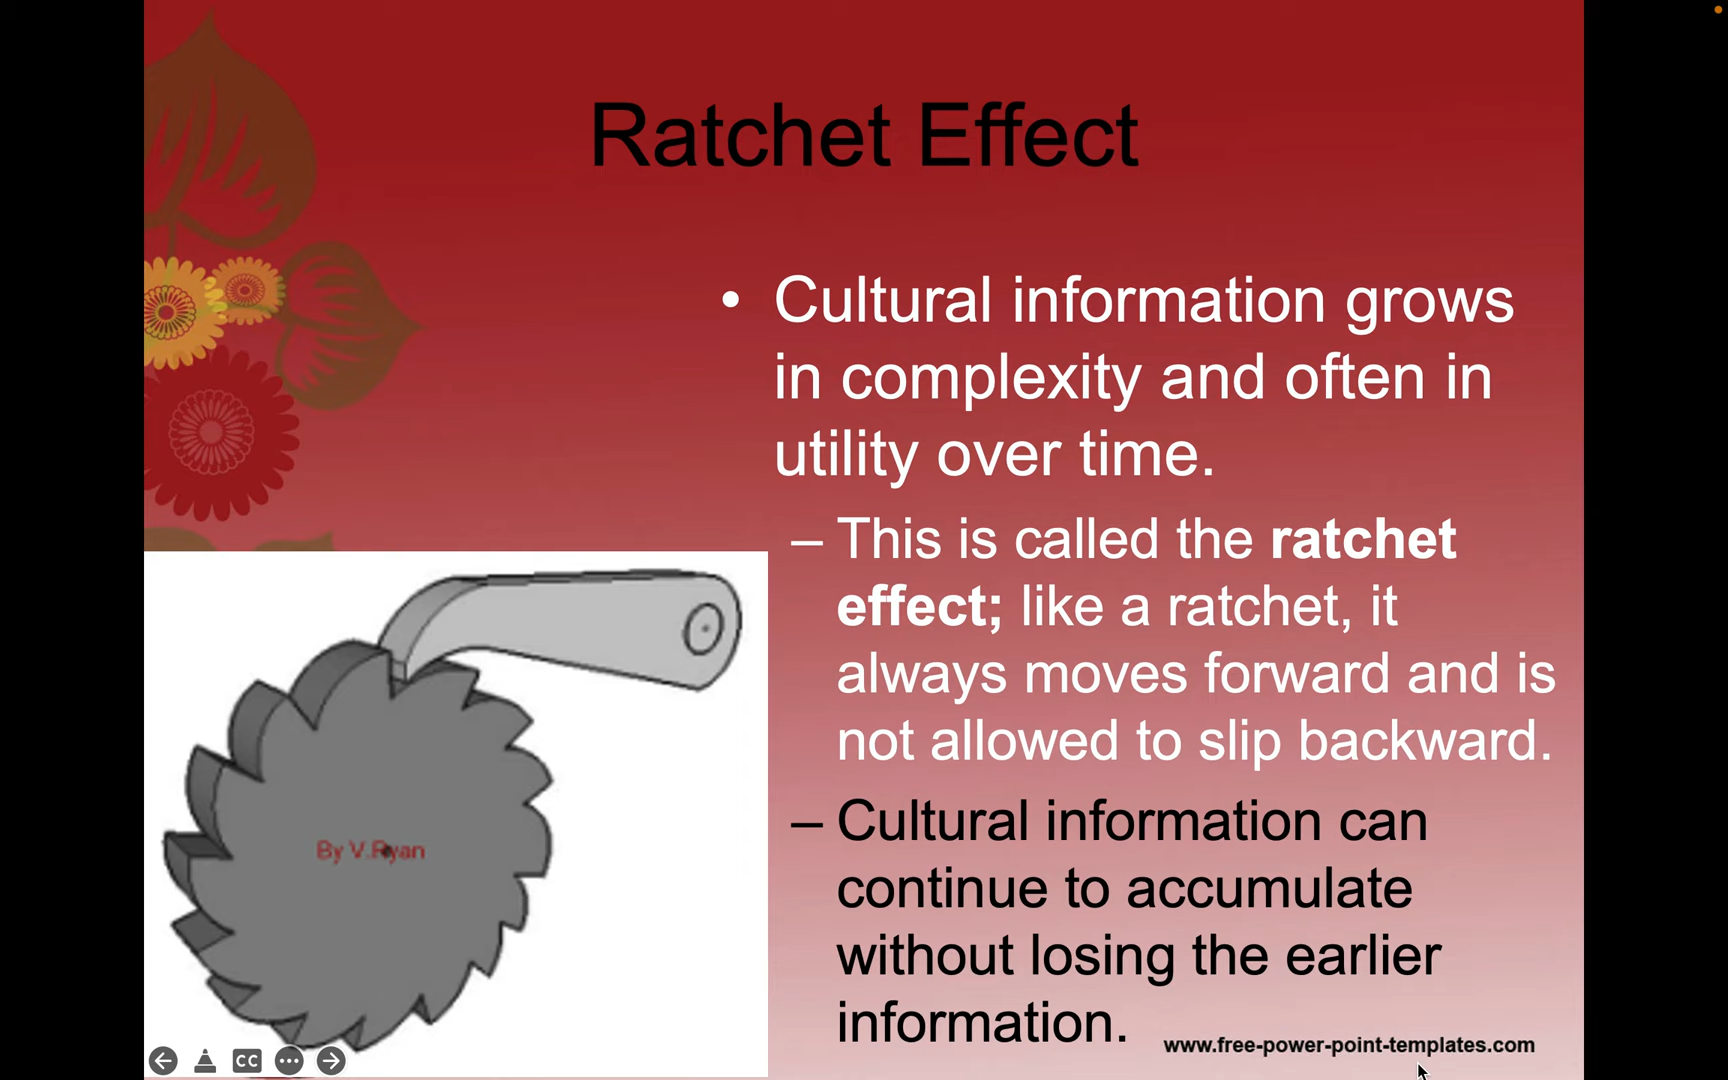 Ratchet Effect
• Cultural information grows
in complexity and often in
utility over time.
– This is called the ratchet
effect; like a ratchet, it
always moves forward and is
not allowed to slip backward.
– Cultural information can
continue to accumulate
without losing the earlier
information.
By V.Ryan
www.free-power-point-templates.com
CC